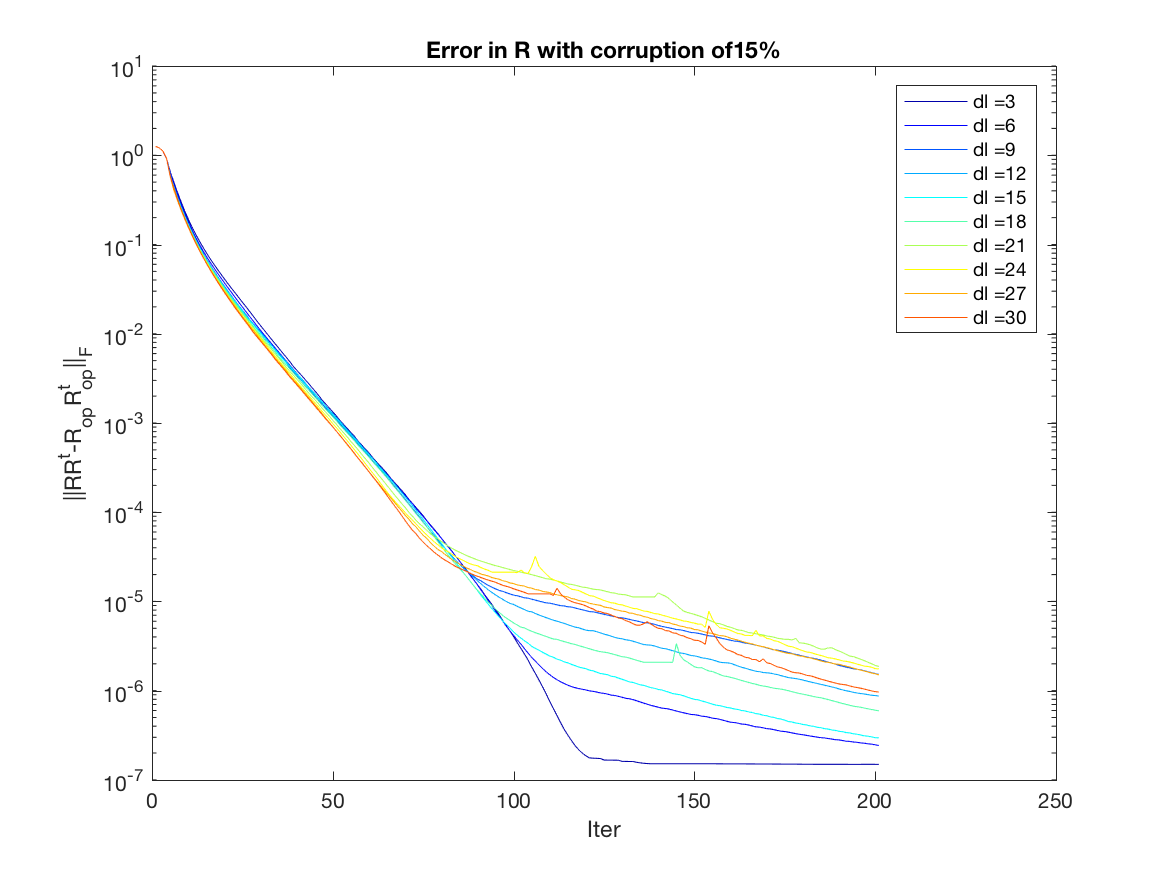 Error in R with corruption of15%
10^1
10^0
10^-1
10^-2
10^-3
10^-4
10^-5
10^-6
10^-7
||RR^t-R_op R^t_op||_F
0 50 100 150 200 250
Iter
dl =3
dl =6
dl =9
dl =12
dl =15
dl =18
dl =21
dl =24
dl =27
dl =30